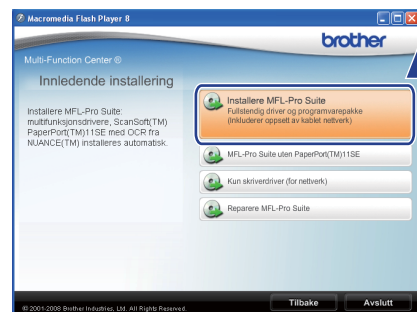 Macromedia Flash Player 8
brother
Multi-Function Center ®
Innledende installering
Installere MFL-Pro Suite:
multifunksjonsdrivere, ScanSoft(TM)
PaperPort(TM)11SE med OCR fra
NUANCE(TM) installeres automatisk.
Installere MFL-Pro Suite
Fullstendig driver og programvarepakke
(Inkluderer oppsett av kablet nettverk)
MFL-Pro Suite uten PaperPort(TM)11SE
Kun skriverdriver (for nettverk)
Reparere MFL-Pro Suite
© 2001-2008 Brother Industries, Ltd. All Rights Reserved.
Tilbake
Avslutt